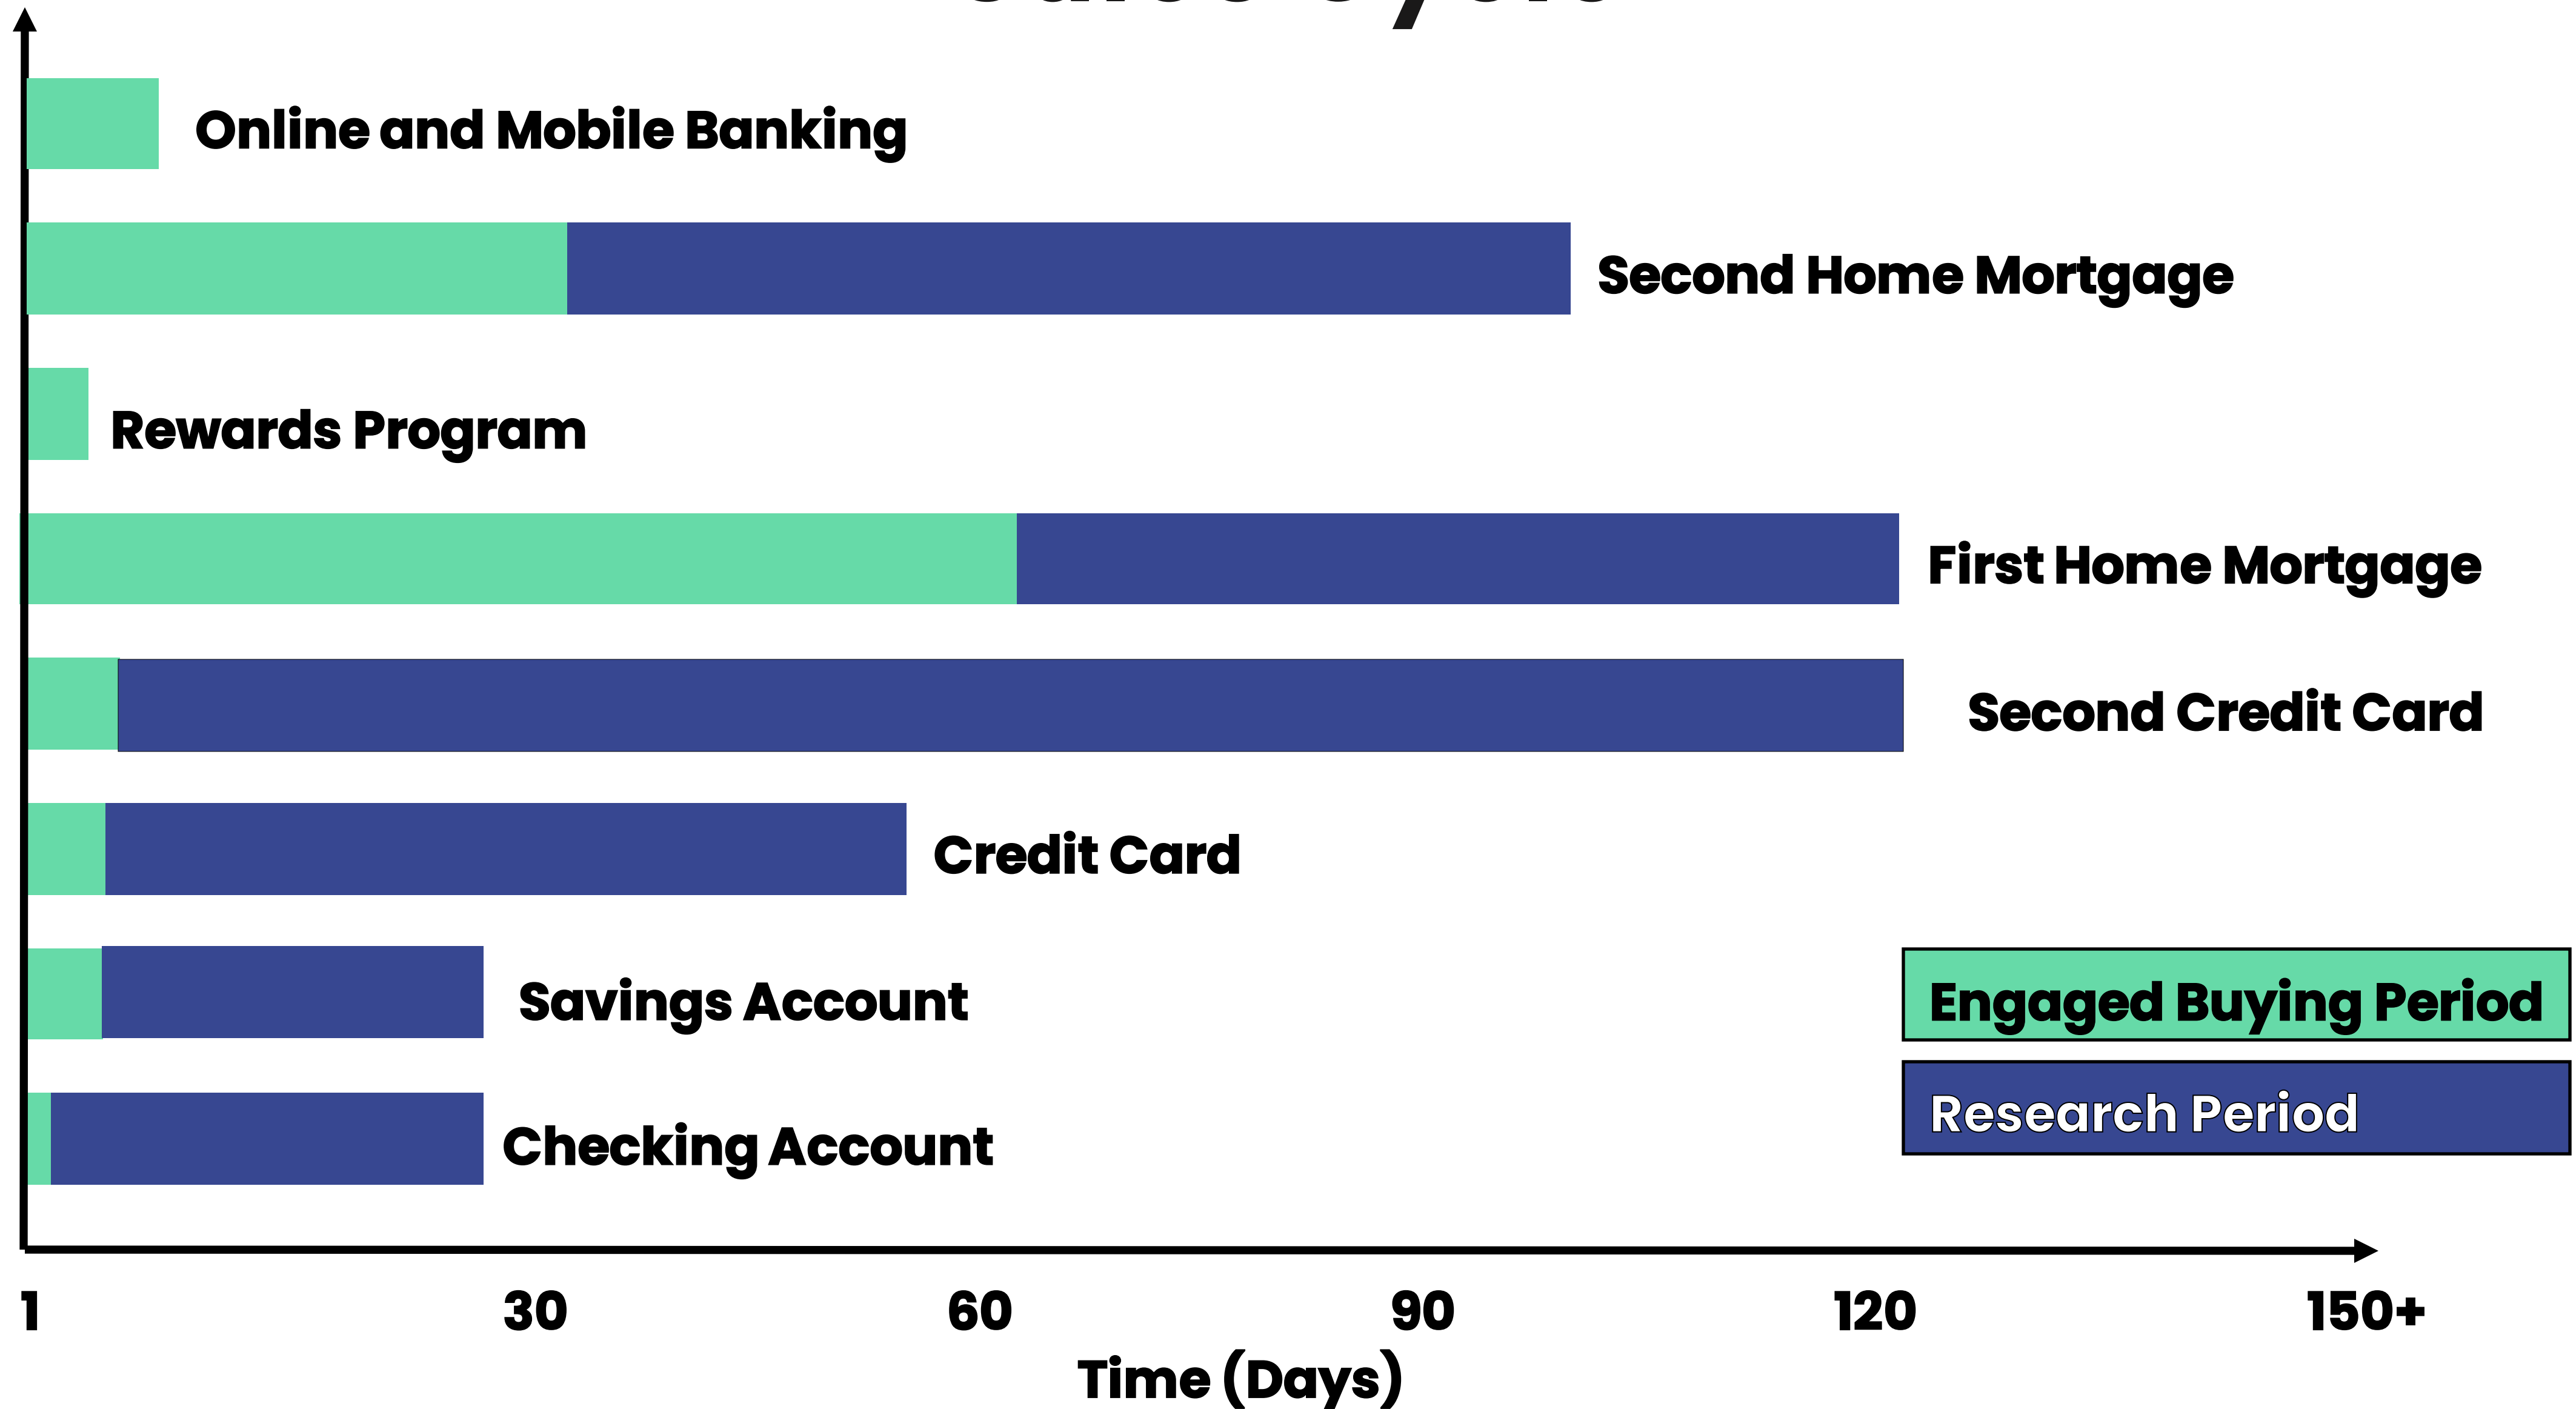 Online and Mobile Banking
Second Home Mortgage
Rewards Program
First Home Mortgage
Second Credit Card
Credit Card
Savings Account
Engaged Buying Period
Research Period
Checking Account
1 30 60 90 120 150+
Time (Days)